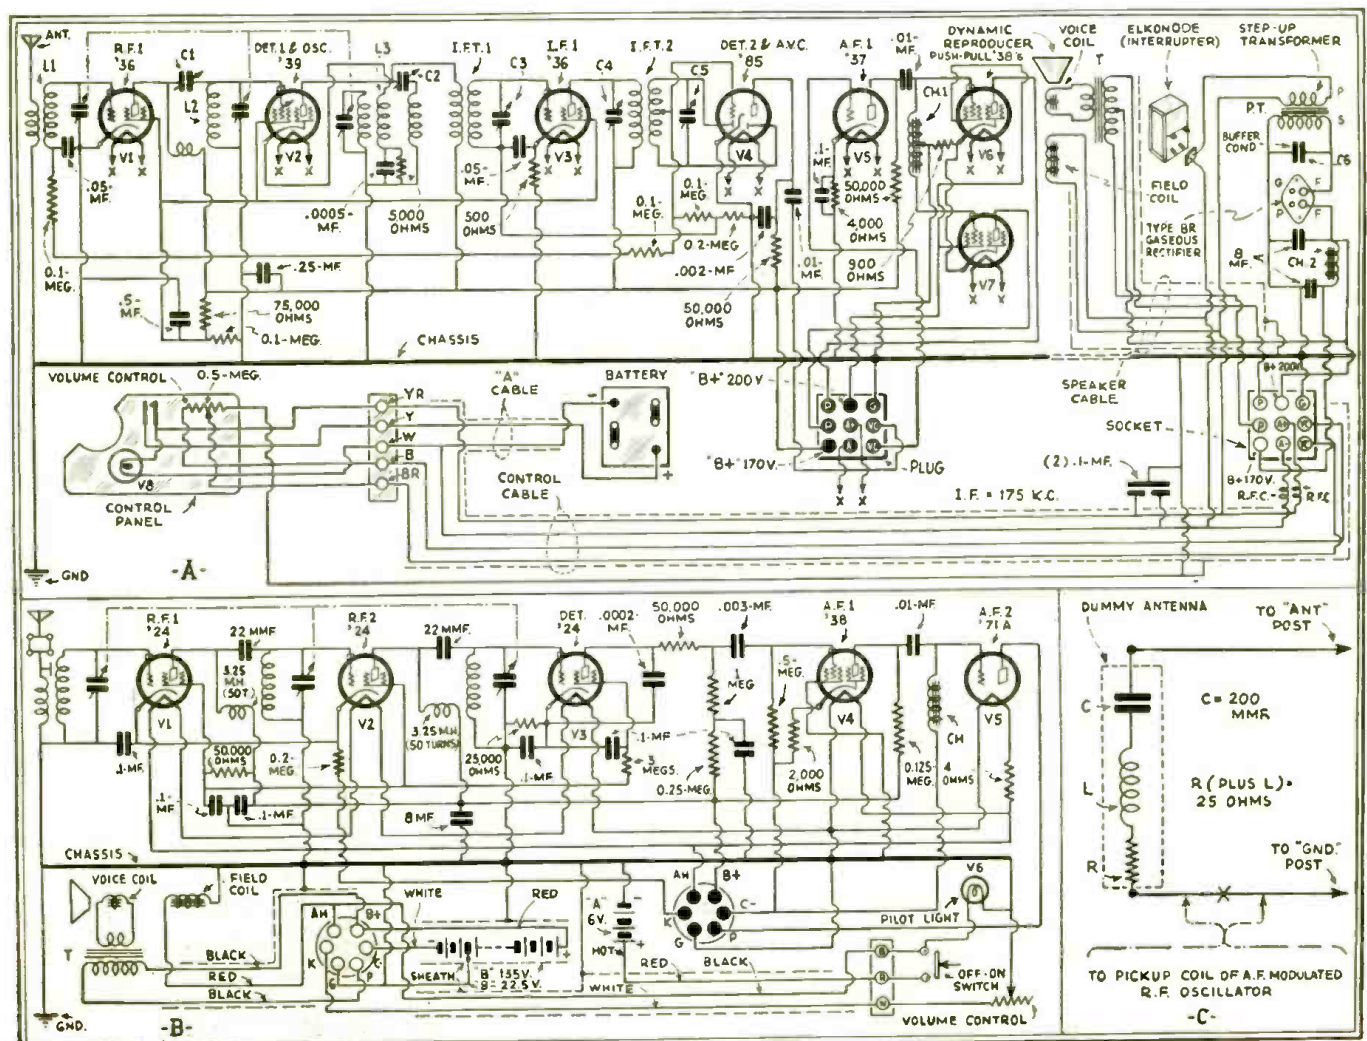 ANT.
L1
R.F.1
'36
C1
DET.1 & OSC.
'39
L3
C2
I.F.T.1
C3
I.F.1
'36
C4
I.F.T.2
C5
DET.2 & A.V.C.
'85
A.F.1
'37
.01-
MF.
DYNAMIC
REPRODUCER
PUSH-PULL '38's
VOICE
COIL
T
ELKONODE
(INTERRUPTER)
STEP-UP
TRANSFORMER
L2
CH.1
P
P.T.
S
BUFFER
COND
C6
V1
V2
V3
V4
V5
V6
X X
X X
X X
X X
X X
X X
.05-
MF.
.0005-
MF.
5,000
OHMS
.05-
MF.
500
OHMS
0.1-
MEG.
0.1-
MEG.
0.2-MEG
.1-
MF.
50,000
OHMS
4,000
OHMS
FIELD
COIL
TYPE BR
GASEOUS
RECTIFIER
G
F
P
F
8
MF.
CH.2
0.1-
MEG.
.25-MF.
.5-
MF.
75,000
OHMS
0.1-MEG.
.002-MF
50,000
OHMS
.01-
MF.
900
OHMS
V7
X X
CHASSIS
VOLUME CONTROL
0.5-MEG.
YR
Y
W
B
BR
"A"
CABLE
BATTERY
-
+
"B+" 200V
"B+" 170V.
PLUG
X X
SPEAKER
CABLE
SOCKET
B+200V.
P
G
P
A+
A-
B+170V.
R.F.C.
R.F.C
(2) .1-MF.
V8
CONTROL
PANEL
CONTROL
CABLE
I.F. = 175 K.C.
GND
-A-
R.F.1
'24
22 MMF.
R.F.2
'24
22 MMF.
DET.
'24
.0002-
MF.
50,000
OHMS
.003-MF.
A.F.1
'38
.01-MF
A.F.2
'71A
3.25
M.H
(50T.)
V1
V2
3.25 M.H.
(50 TURNS)
V3
1
MEG
.5-
MEG.
V4
V5
CH
.1-MF.
50,000
OHMS
0.2-
MEG.
25,000
OHMS
.1-MF.
.1-MF
3
MEGS.
0.25-MEG.
2,000
OHMS
0.125
MEG.
4
OHMS
.1-
MF.
.1-MF.
8 MF.
CHASSIS
VOICE COIL
FIELD
COIL
WHITE
RED
T
AH
B+
K
C-
G
P
BLACK
RED
BLACK
SHEATH
"B" 135V.
"B" 22.5V.
"A"
6V.
HOT
-
+
WHITE
AH
B+
K
C-
G
P
RED
BLACK
V6
PILOT LIGHT
B
R
W
OFF-ON
SWITCH
VOLUME CONTROL
GND.
-B-
DUMMY ANTENNA
TO "ANT"
POST
C
C = 200
MMF.
L
R (PLUS L) =
25 OHMS
R
TO "GND."
POST
X
TO PICKUP COIL OF A.F. MODULATED
R.F. OSCILLATOR
-C-